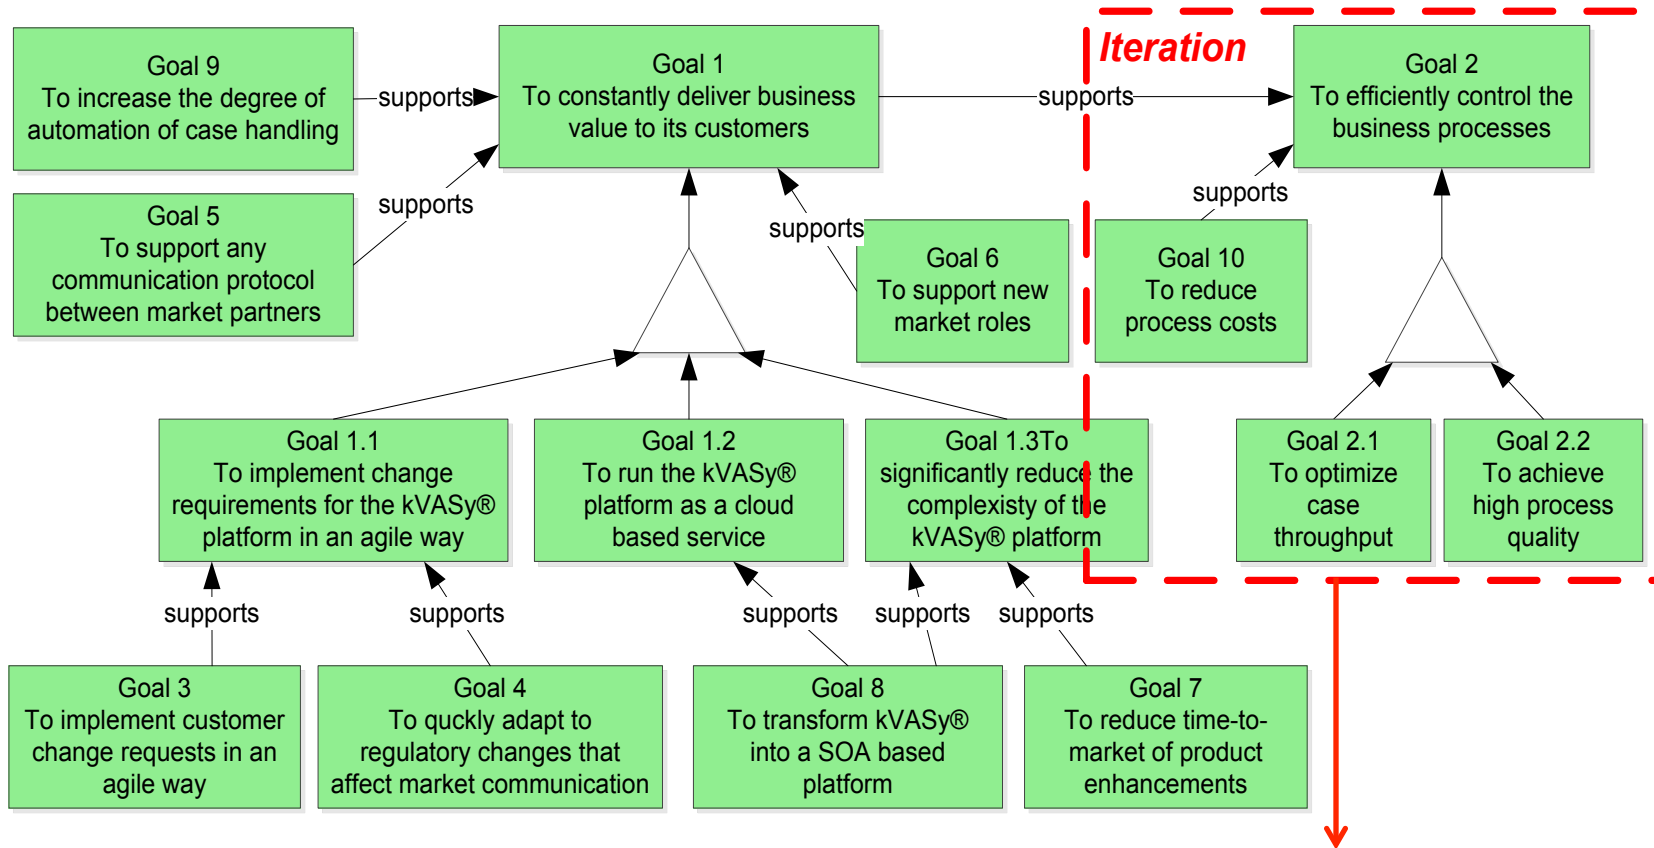 Iteration
Goal 9
To increase the degree of
automation of case handling
supports
Goal 1
To constantly deliver business
value to its customers
supports
Goal 2
To efficiently control the
business processes
Goal 5
To support any
communication protocol
between market partners
supports
supports
Goal 6
To support new
market roles
supports
Goal 10
To reduce
process costs
Goal 1.1
To implement change
requirements for the kVASy®
platform in an agile way
Goal 1.2
To run the kVASy®
platform as a cloud
based service
Goal 1.3To
significantly reduce the
complexisty of the
kVASy® platform
Goal 2.1
To optimize
case
throughput
Goal 2.2
To achieve
high process
quality
supports
supports
supports
supports
supports
Goal 3
To implement customer
change requests in an
agile way
Goal 4
To quckly adapt to
regulatory changes that
affect market communication
Goal 8
To transform kVASy®
into a SOA based
platform
Goal 7
To reduce time-to-
market of product
enhancements